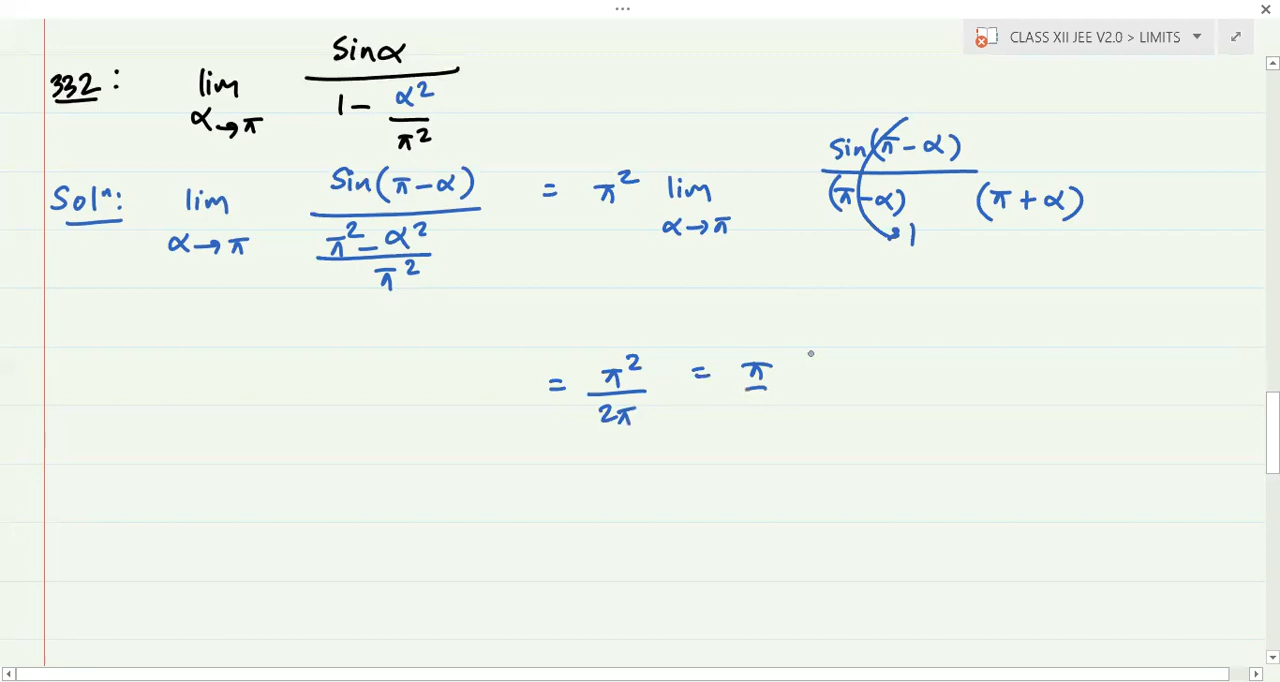 ...
CLASS XII JEE V2.0 > LIMITS
332: lim α→π sinα / (1 - α²/π²)
Solⁿ: lim α→π sin(π-α) / ((π²-α²)/π²) = π² lim α→π sin(π-α) / (π-α) (π+α) → 1
= π²/2π = π